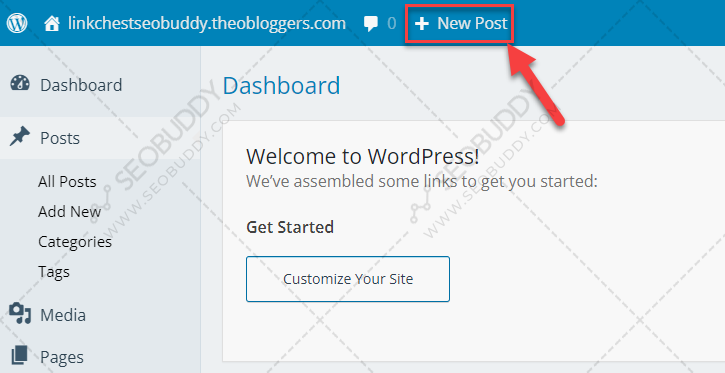 linkchestseobuddy.theobloggers.com 0 + New Post
Dashboard
Dashboard
Posts
All Posts
Add New
Categories
Tags
Media
Pages
Welcome to WordPress!
We've assembled some links to get you started:
Get Started
Customize Your Site
SEOBUDDY
WWW.SEOBUDDY.COM
SEOBUDDY
WWW.SEOBUDDY.COM